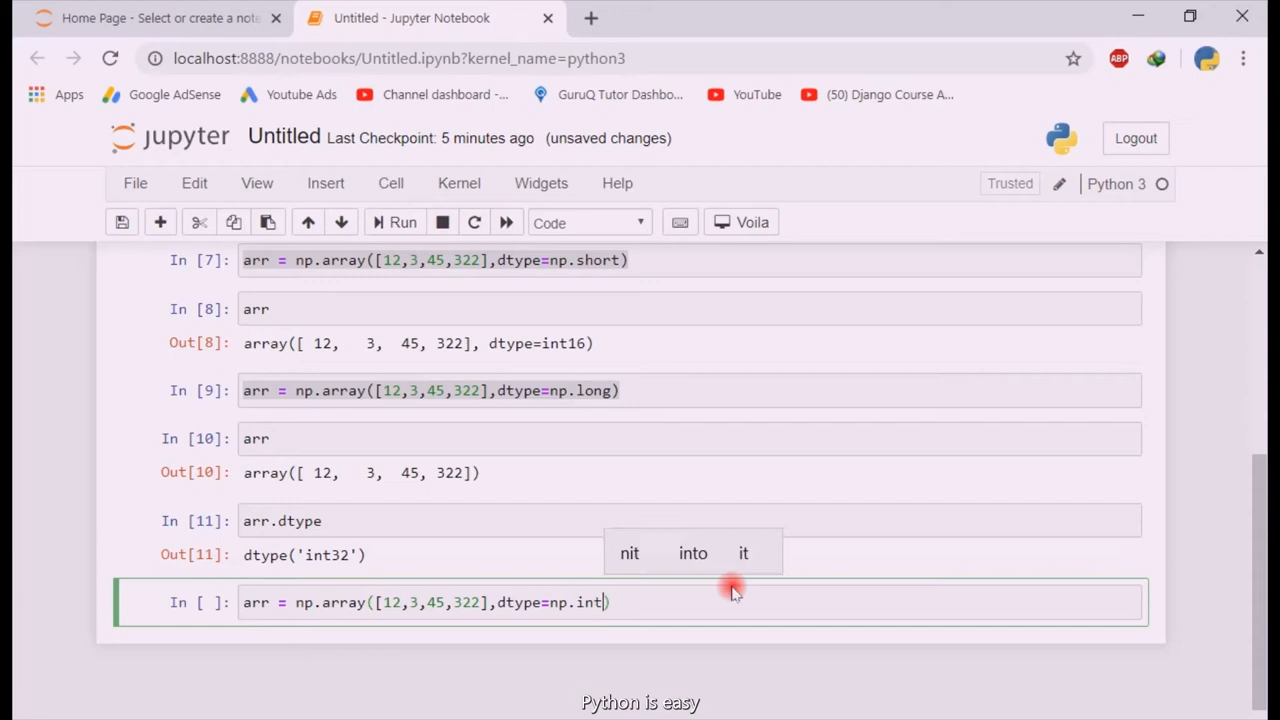 Home Page - Select or create a note
Untitled - Jupyter Notebook
localhost:8888/notebooks/Untitled.ipynb?kernel_name=python3
ABP
Apps
Google AdSense
Youtube Ads
Channel dashboard -...
GuruQ Tutor Dashbo...
YouTube
(50) Django Course A...
jupyter Untitled Last Checkpoint: 5 minutes ago (unsaved changes)
Logout
File Edit View Insert Cell Kernel Widgets Help
Trusted
Python 3
Run
Code
Voila
In [7]: arr = np.array([12,3,45,322],dtype=np.short)
In [8]: arr
Out[8]: array([ 12,   3,  45, 322], dtype=int16)
In [9]: arr = np.array([12,3,45,322],dtype=np.long)
In [10]: arr
Out[10]: array([ 12,   3,  45, 322])
In [11]: arr.dtype
Out[11]: dtype('int32')
nit into it
In [ ]: arr = np.array([12,3,45,322],dtype=np.int)
Python is easy